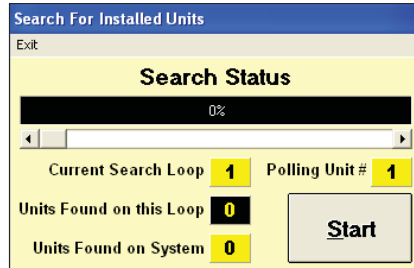 Search For Installed Units
Exit
Search Status
0%
Current Search Loop 1 Polling Unit # 1
Units Found on this Loop 0
Start
Units Found on System 0